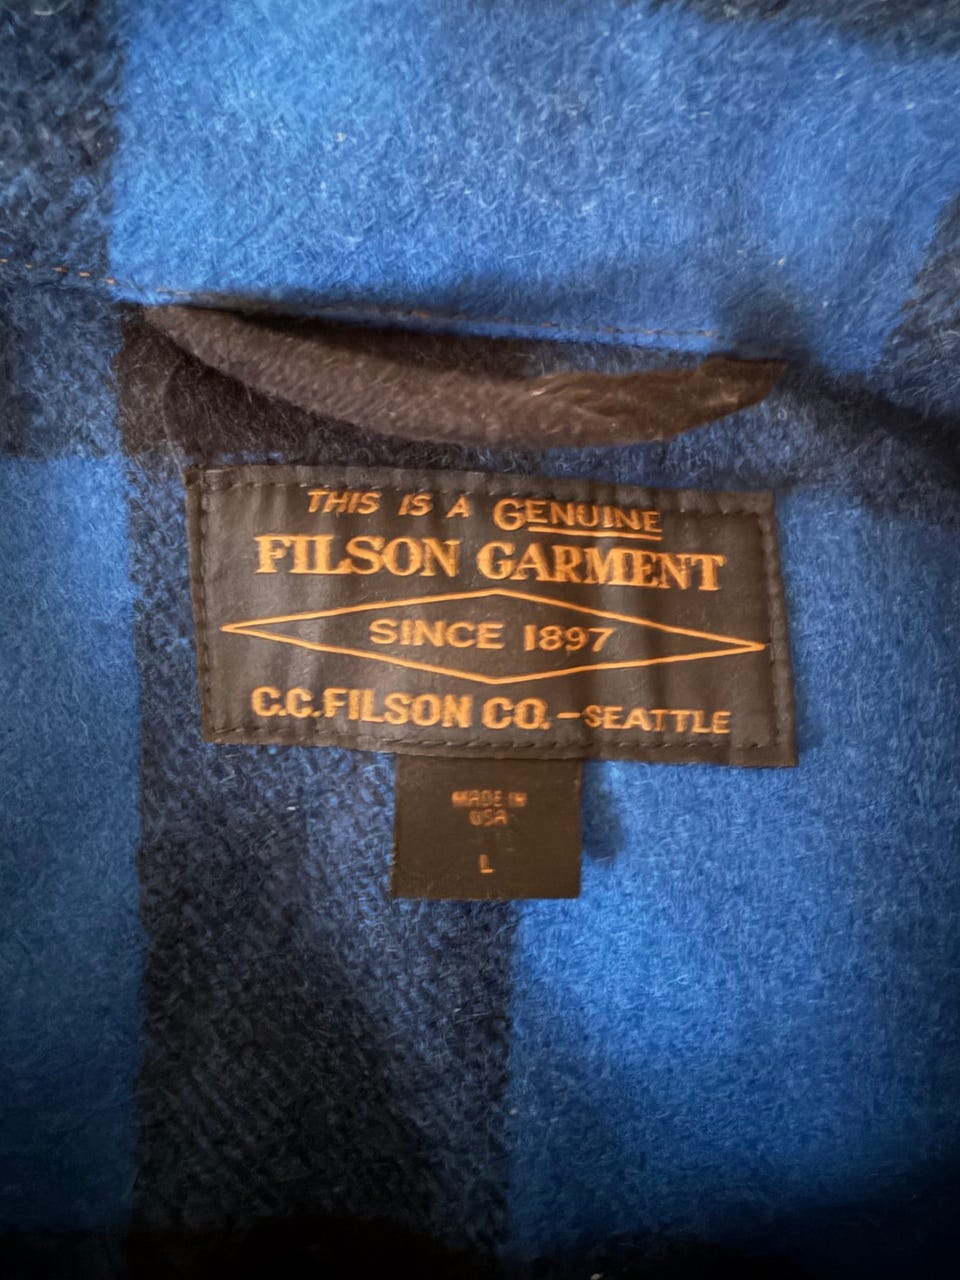 THIS IS A GENUINE
FILSON GARMENT
SINCE 1897
C.C.FILSON CO.–SEATTLE
MADE IN
USA
L